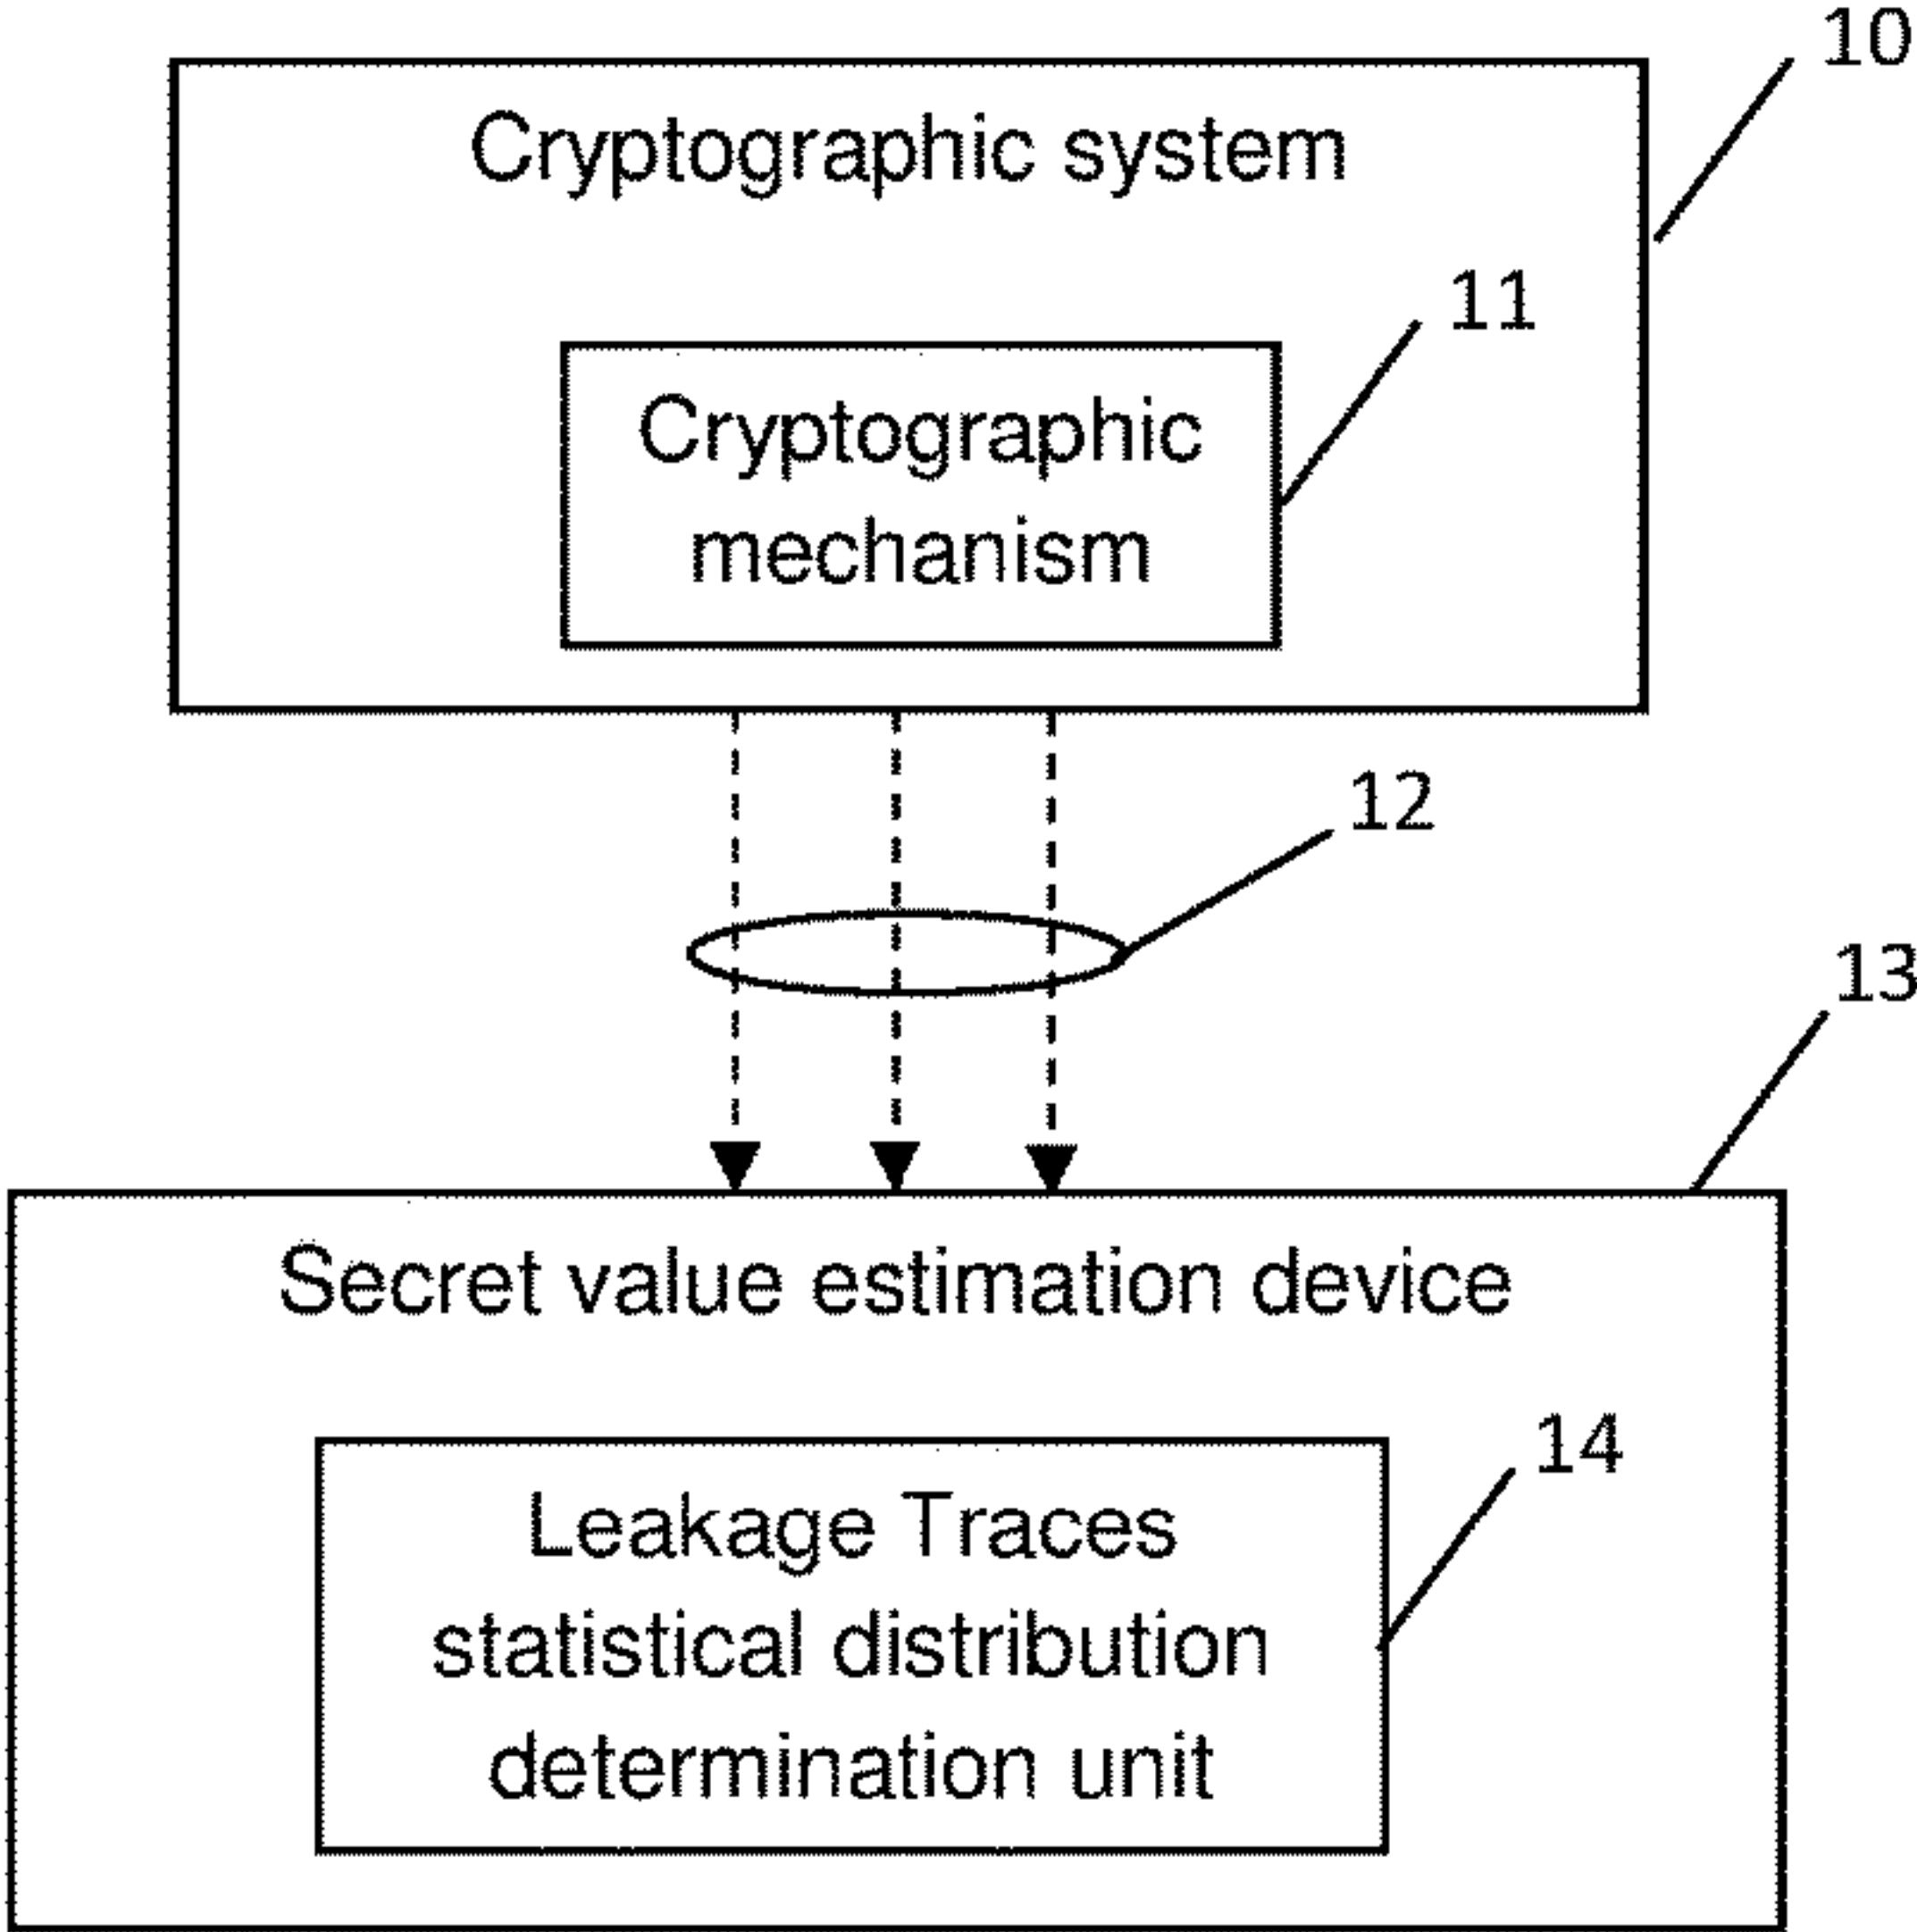 10
Cryptographic system
11
Cryptographic
mechanism
12
13
Secret value estimation device
14
Leakage Traces
statistical distribution
determination unit